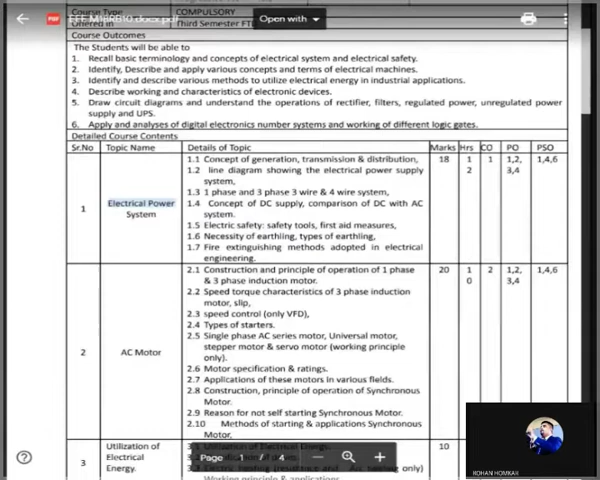 EEE M16RB10.docx.pdf
Open with
Course Type COMPULSORY
Offered in Third Semester FTD
Course Outcomes
The Students will be able to
1. Recall basic terminology and concepts of electrical system and electrical safety.
2. Identify, Describe and apply various concepts and terms of electrical machines.
3. Identify and describe various methods to utilize electrical energy in industrial applications.
4. Describe working and characteristics of electronic devices.
5. Draw circuit diagrams and understand the operations of rectifier, filters, regulated power, unregulated power
supply and UPS.
6. Apply and analyses of digital electronics number systems and working of different logic gates.
Detailed Course Contents
Sr.No Topic Name Details of Topic Marks Hrs CO PO PSO
1 Electrical Power System
1.1 Concept of generation, transmission & distribution, 18 12 1 1,2,3,4 1,4,6
1.2 line diagram showing the electrical power supply
system,
1.3 1 phase and 3 phase 3 wire & 4 wire system,
1.4 Concept of DC supply, comparison of DC with AC
system.
1.5 Electric safety: safety tools, first aid measures,
1.6 Necessity of earthling, types of earthling,
1.7 Fire extinguishing methods adopted in electrical
engineering.
2 AC Motor
2.1 Construction and principle of operation of 1 phase 20 10 2 1,2,3,4 1,4,6
& 3 phase induction motor.
2.2 Speed torque characteristics of 3 phase induction
motor, slip,
2.3 speed control (only VFD),
2.4 Types of starters.
2.5 Single phase AC series motor, Universal motor,
stepper motor & servo motor (working principle
only).
2.6 Motor specification & ratings.
2.7 Applications of these motors in various fields.
2.8 Construction, principle of operation of Synchronous
Motor.
2.9 Reason for not self starting Synchronous Motor.
2.10 Methods of starting & applications Synchronous
Motor,
3 Utilization of Electrical Energy.
10
Page 1 / 4
ROHAN HOMKAR